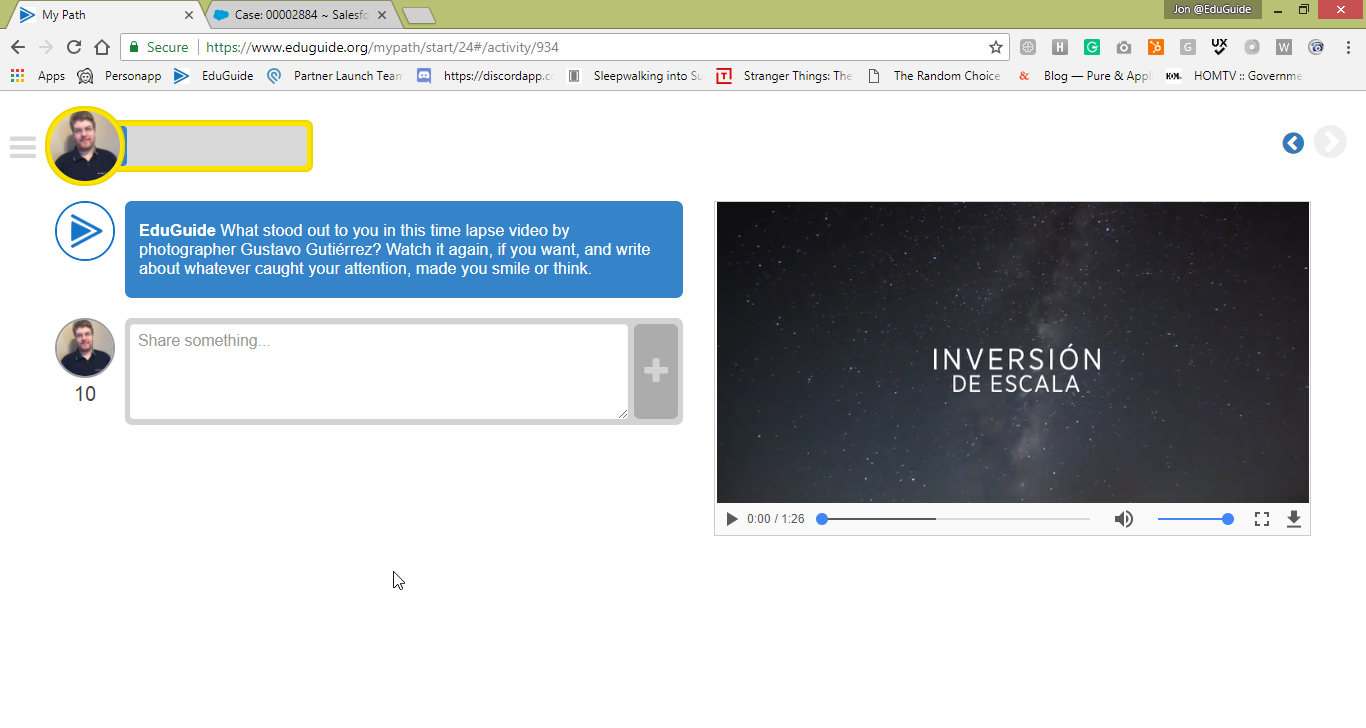 My Path
Case: 00002884 ~ Salesfo
Jon @EduGuide
Secure
https://www.eduguide.org/mypath/start/24#/activity/934
H
G
G
UX
W
Apps
Personapp
EduGuide
Partner Launch Team
https://discordapp.c
Sleepwalking into Su
T
Stranger Things: The
The Random Choice
&
Blog — Pure & Appl
HOMTV :: Governme
EduGuide What stood out to you in this time lapse video by
photographer Gustavo Gutiérrez? Watch it again, if you want, and write
about whatever caught your attention, made you smile or think.
Share something...
10
INVERSIÓN
DE ESCALA
0:00 / 1:26